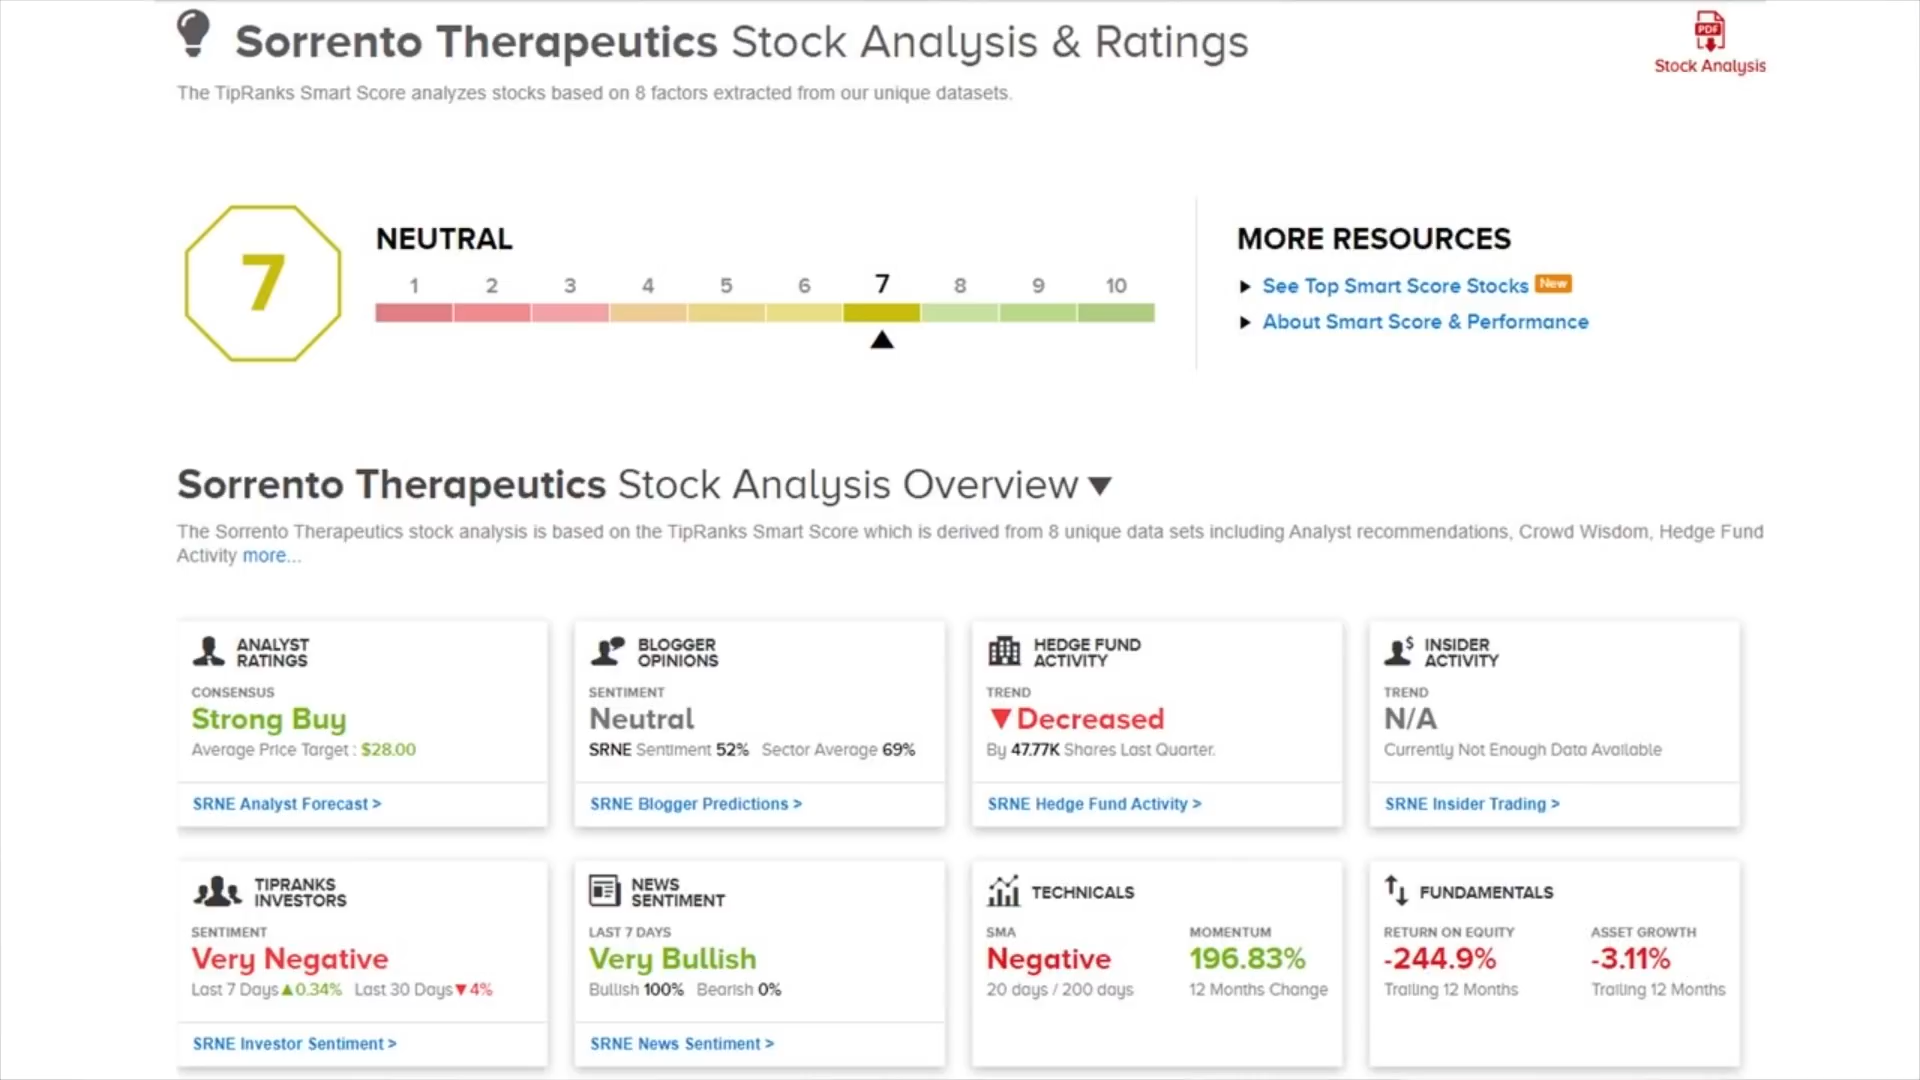 Sorrento Therapeutics Stock Analysis & Ratings
PDF
Stock Analysis
The TipRanks Smart Score analyzes stocks based on 8 factors extracted from our unique datasets.
7
NEUTRAL
1 2 3 4 5 6 7 8 9 10
MORE RESOURCES
See Top Smart Score Stocks New
About Smart Score & Performance
Sorrento Therapeutics Stock Analysis Overview
The Sorrento Therapeutics stock analysis is based on the TipRanks Smart Score which is derived from 8 unique data sets including Analyst recommendations, Crowd Wisdom, Hedge Fund
Activity more...
ANALYST
RATINGS
CONSENSUS
Strong Buy
Average Price Target : $28.00
SRNE Analyst Forecast >
BLOGGER
OPINIONS
SENTIMENT
Neutral
SRNE Sentiment 52% Sector Average 69%
SRNE Blogger Predictions >
HEDGE FUND
ACTIVITY
TREND
▼Decreased
By 47.77K Shares Last Quarter.
SRNE Hedge Fund Activity >
INSIDER
ACTIVITY
TREND
N/A
Currently Not Enough Data Available
SRNE Insider Trading >
TIPRANKS
INVESTORS
SENTIMENT
Very Negative
Last 7 Days▲0.34% Last 30 Days▼4%
SRNE Investor Sentiment >
NEWS
SENTIMENT
LAST 7 DAYS
Very Bullish
Bullish 100% Bearish 0%
SRNE News Sentiment >
TECHNICALS
SMA MOMENTUM
Negative 196.83%
20 days / 200 days 12 Months Change
FUNDAMENTALS
RETURN ON EQUITY ASSET GROWTH
-244.9% -3.11%
Trailing 12 Months Trailing 12 Months